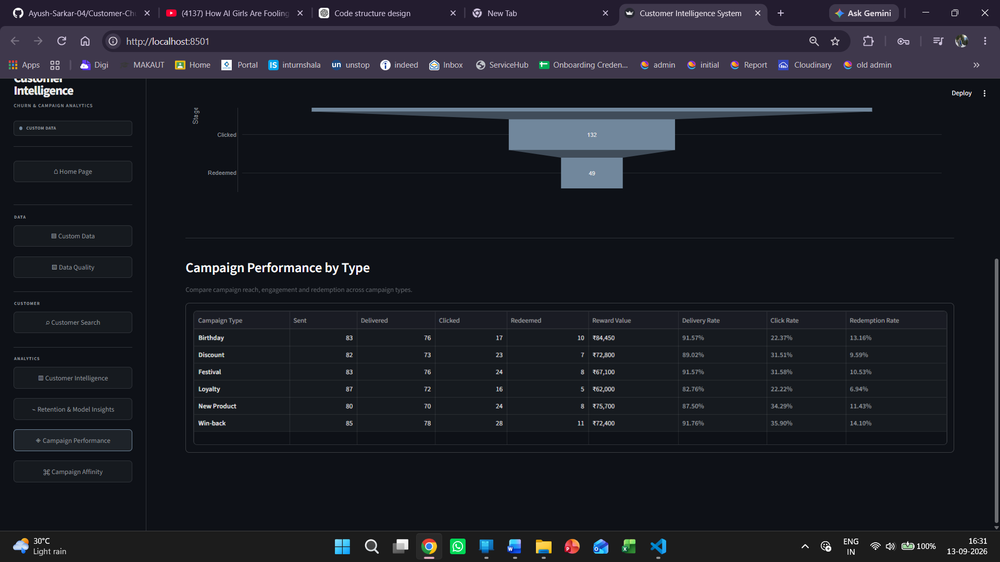 Ayush-Sarkar-04/Customer-Chu
(4137) How AI Girls Are Fooling
Code structure design
New Tab
Customer Intelligence System
Ask Gemini
http://localhost:8501
Apps
Digi
MAKAUT
Home
Portal
IS inturnshala
un unstop
indeed
Inbox
ServiceHub
Onboarding Creden...
admin
initial
Report
Cloudinary
old admin
Customer
Intelligence
CHURN & CAMPAIGN ANALYTICS
CUSTOM DATA
Home Page
DATA
Custom Data
Data Quality
CUSTOMER
Customer Search
ANALYTICS
Customer Intelligence
Retention & Model Insights
Campaign Performance
Campaign Affinity
Deploy
Stage
Clicked 132
Redeemed 49
Campaign Performance by Type
Compare campaign reach, engagement and redemption across campaign types.
Campaign Type Sent Delivered Clicked Redeemed Reward Value Delivery Rate Click Rate Redemption Rate
Birthday 83 76 17 10 ₹84,450 91.57% 22.37% 13.16%
Discount 82 73 23 7 ₹72,800 89.02% 31.51% 9.59%
Festival 83 76 24 8 ₹67,100 91.57% 31.58% 10.53%
Loyalty 87 72 16 5 ₹62,000 82.76% 22.22% 6.94%
New Product 80 70 24 8 ₹75,700 87.50% 34.29% 11.43%
Win-back 85 78 28 11 ₹72,400 91.76% 35.90% 14.10%
30°C
Light rain
ENG
IN
100%
16:31
13-09-2026